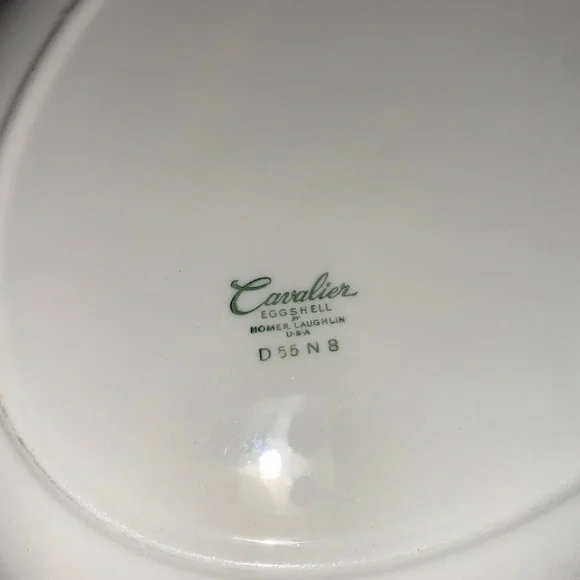 Cavalier
EGGSHELL
BY
HOMER LAUGHLIN
U•S•A
D 55 N 8